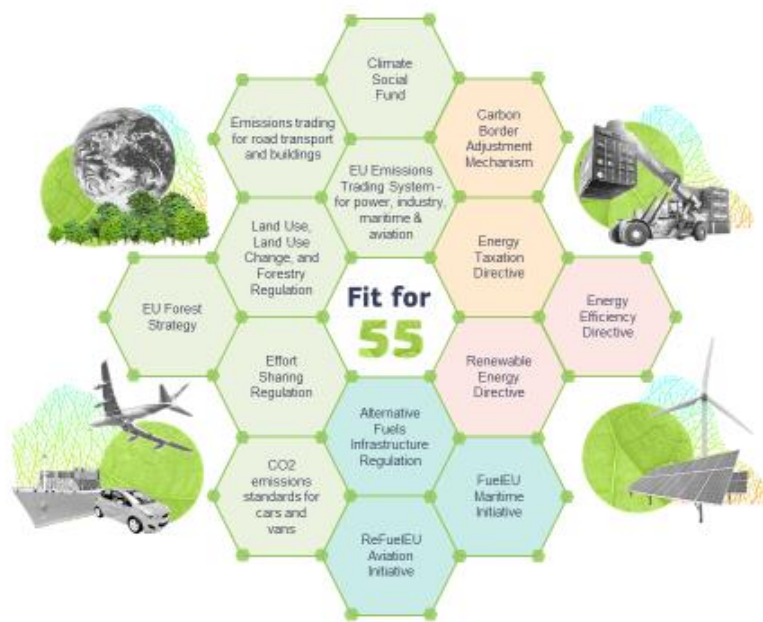 Climate
Social
Fund
Emissions trading
for road transport
and buildings
Carbon
Border
Adjustment
Mechanism
EU Emissions
Trading System -
for power, industry,
maritime &
aviation
Land Use,
Land Use
Change, and
Forestry
Regulation
Energy
Taxation
Directive
EU Forest
Strategy
Fit for
55
Energy
Efficiency
Directive
Effort
Sharing
Regulation
Renewable
Energy
Directive
Alternative
Fuels
Infrastructure
Regulation
CO2
emissions
standards for
cars and
vans
FuelEU
Maritime
Initiative
ReFuelEU
Aviation
Initiative